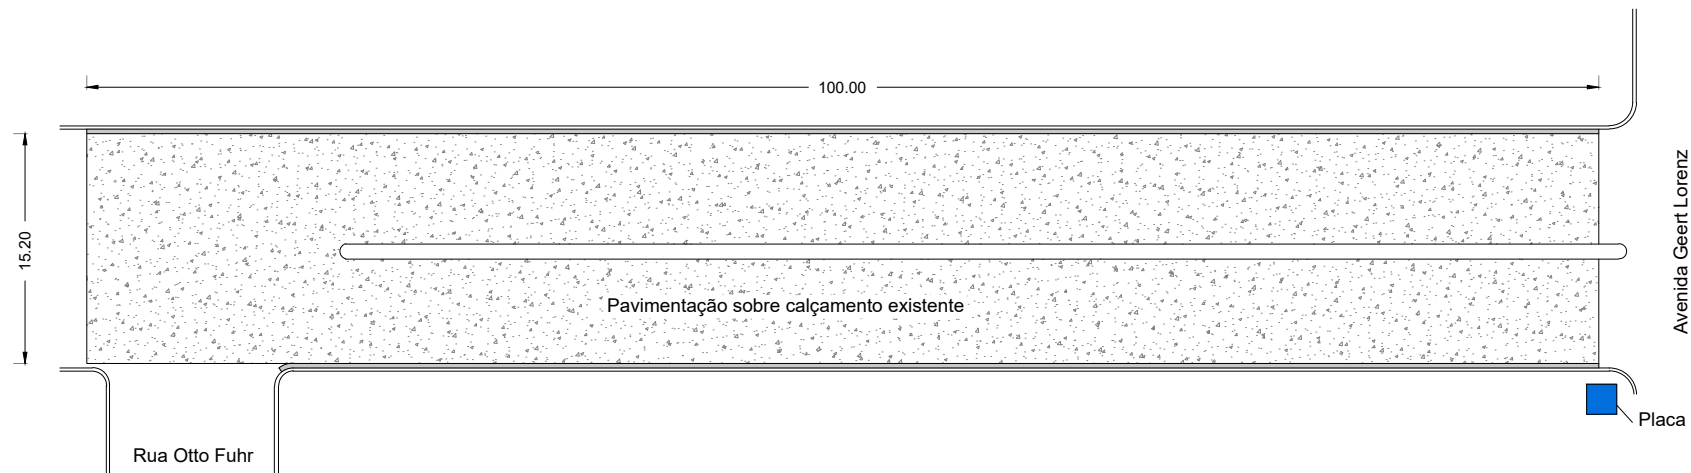 100.00
15.20
Pavimentação sobre calçamento existente
Avenida Geert Lorenz
Placa
Rua Otto Fuhr